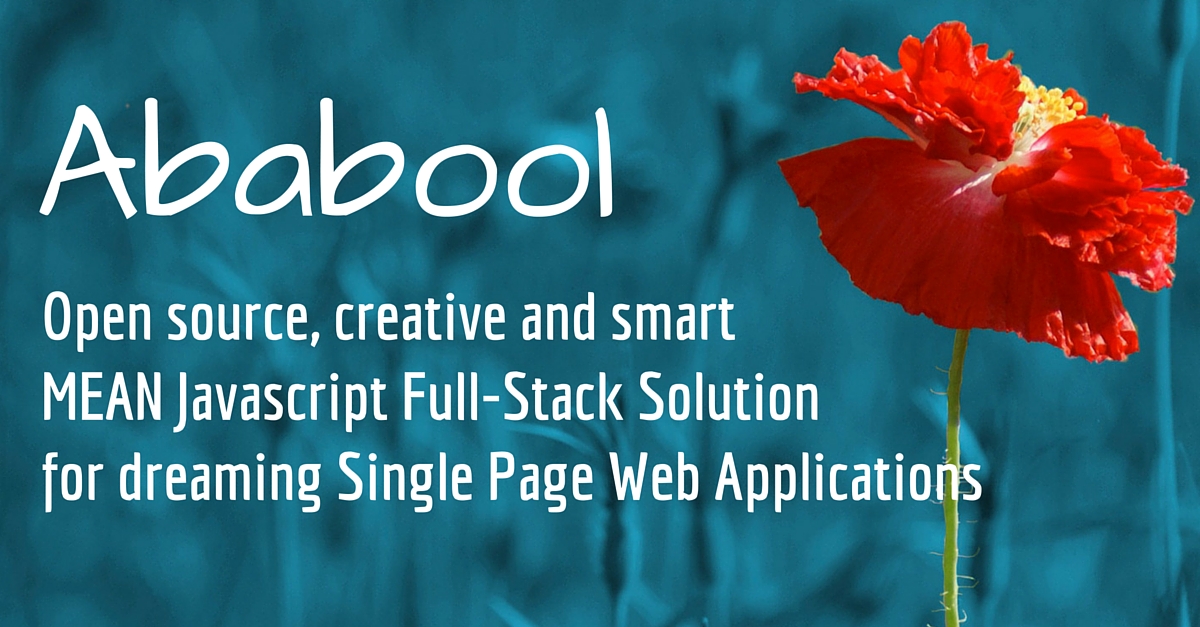 Ababool
Open source, creative and smart
MEAN Javascript Full-Stack Solution
for dreaming Single Page Web Applications